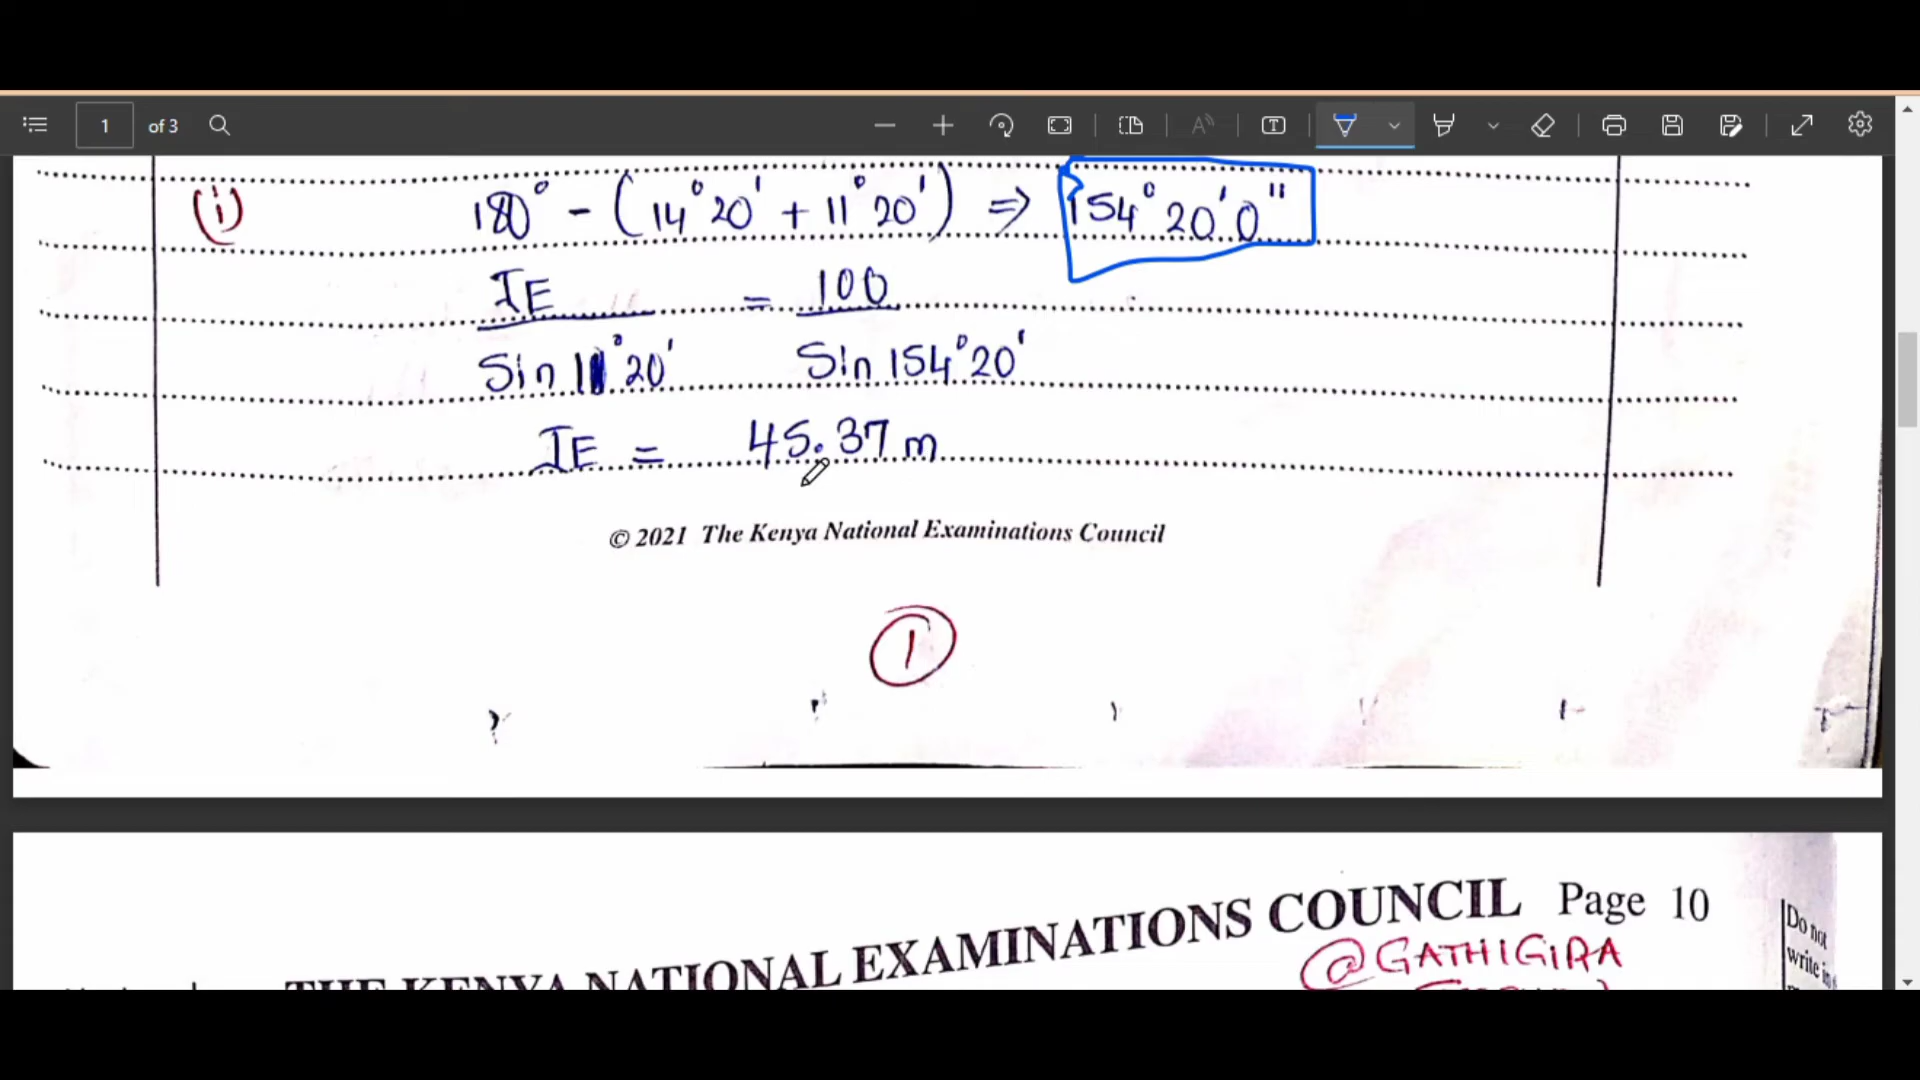 1 of 3
(i) 180° - (14°20' + 11°20') ⇒ 154°20'0"
IE = 100
Sin 11°20' Sin 154°20'
IE = 45.37 m
© 2021 The Kenya National Examinations Council
1
THE KENYA NATIONAL EXAMINATIONS COUNCIL Page 10
@GATHIGIRA
Do not
write in